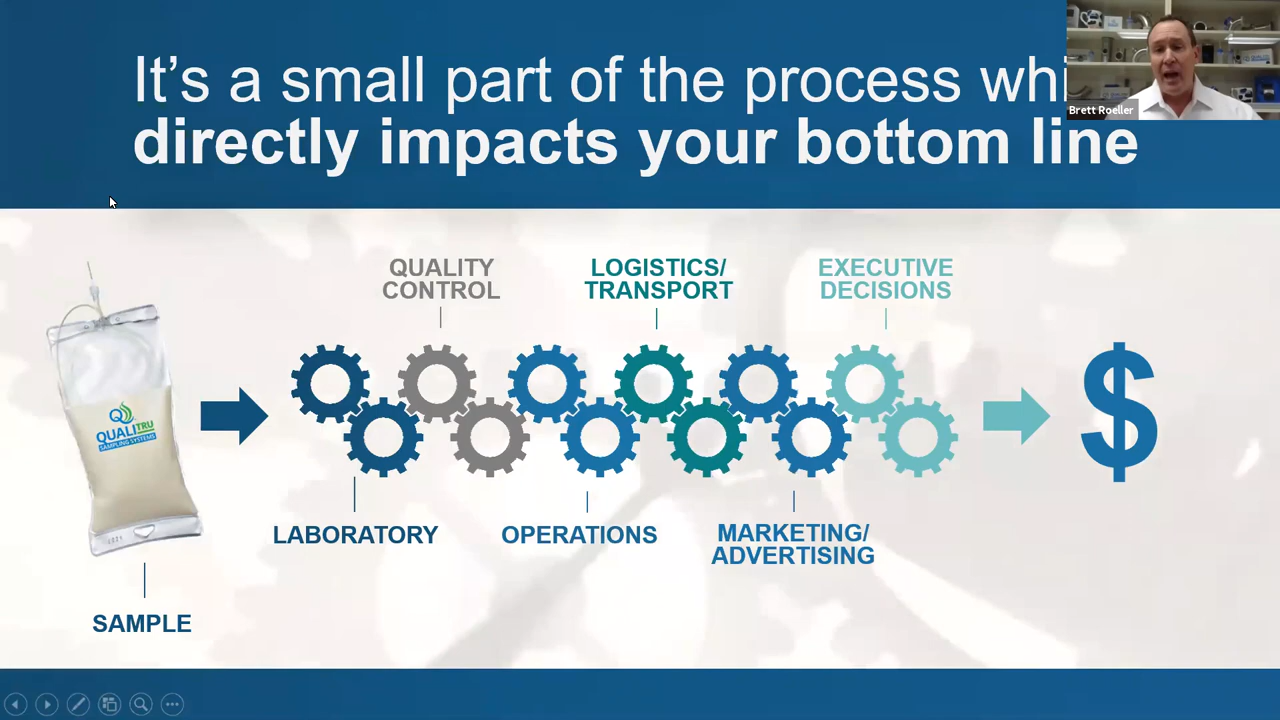 It's a small part of the process whi
directly impacts your bottom line
Brett Roeller
QUALITY
CONTROL
LOGISTICS/
TRANSPORT
EXECUTIVE
DECISIONS
QUALITRU
SAMPLING SYSTEMS
$
LABORATORY
OPERATIONS
MARKETING/
ADVERTISING
SAMPLE